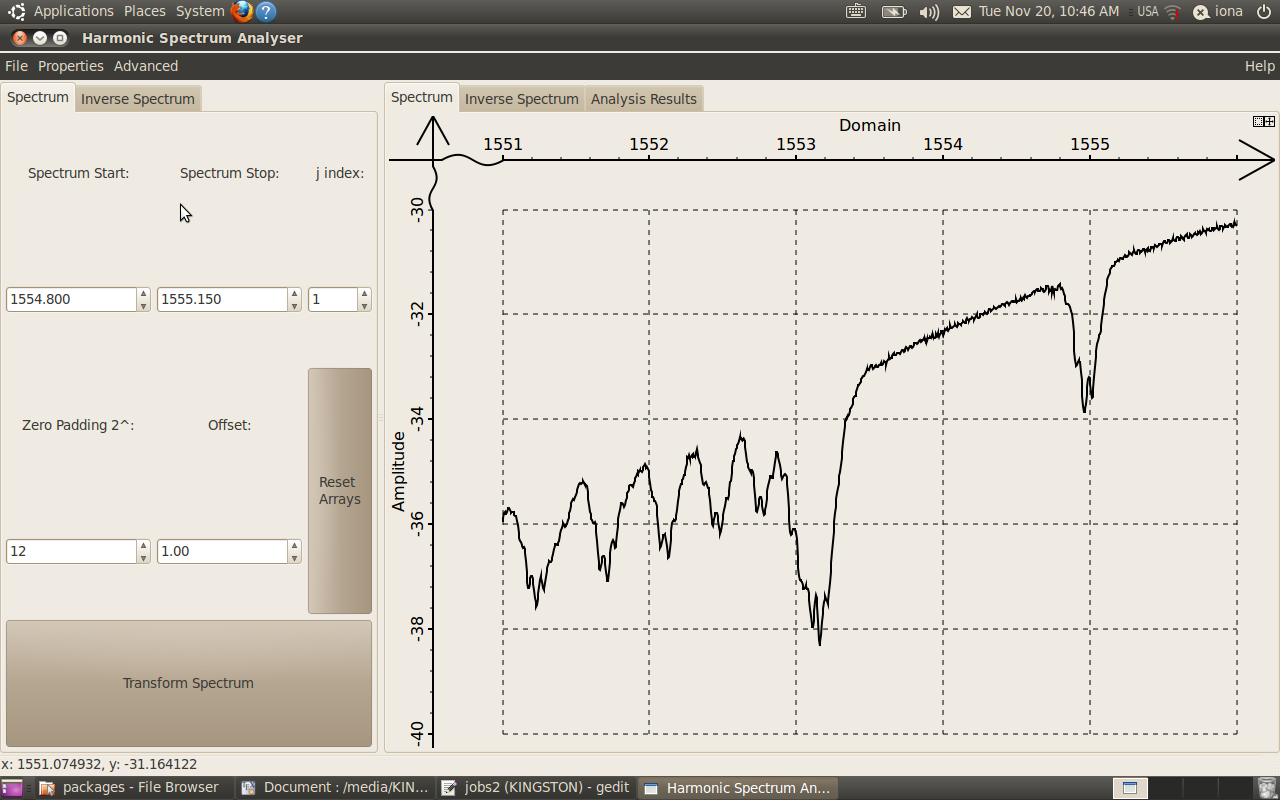 Applications Places System Tue Nov 20, 10:46 AM USA iona
Harmonic Spectrum Analyser
File Properties Advanced Help
Spectrum Inverse Spectrum
Spectrum Inverse Spectrum Analysis Results
Domain
1551 1552 1553 1554 1555
Spectrum Start: Spectrum Stop: j index:
1554.800 1555.150 1
Zero Padding 2^: Offset:
Reset
Arrays
12 1.00
Transform Spectrum
Amplitude
-30
-32
-34
-36
-38
-40
x: 1551.074932, y: -31.164122
packages - File Browser Document : /media/KIN... jobs2 (KINGSTON) - gedit Harmonic Spectrum An...